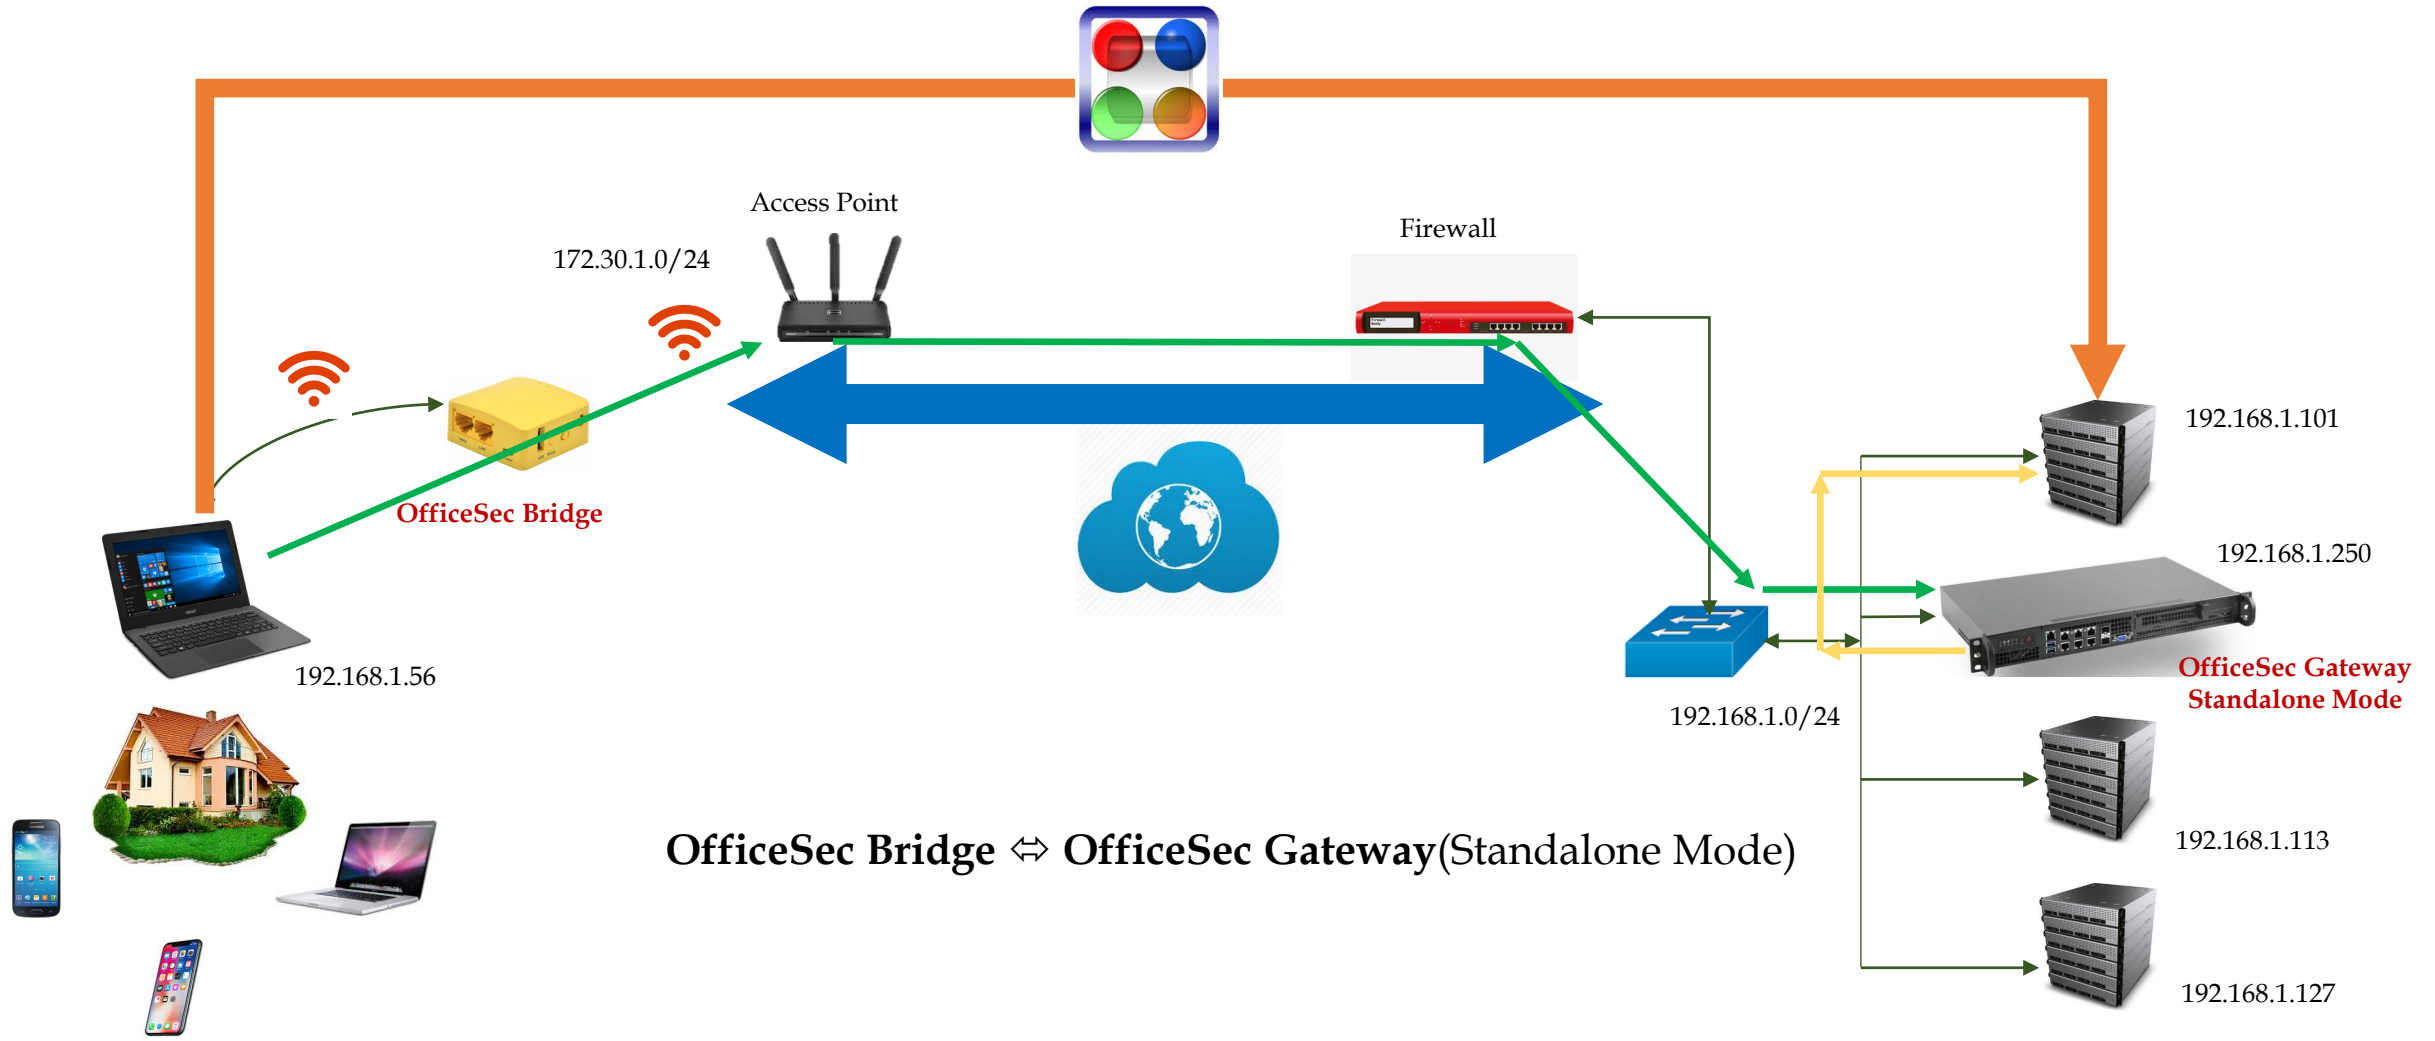 Access Point
Firewall
172.30.1.0/24
192.168.1.101
OfficeSec Bridge
192.168.1.250
192.168.1.56
OfficeSec Gateway
Standalone Mode
192.168.1.0/24
OfficeSec Bridge ⬄ OfficeSec Gateway(Standalone Mode)
192.168.1.113
192.168.1.127